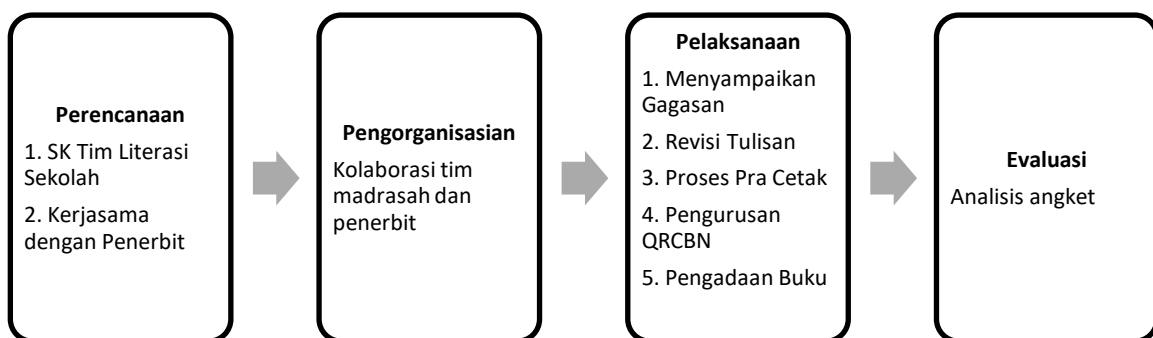 Perencanaan
1. SK Tim Literasi
Sekolah
2. Kerjasama
dengan Penerbit
Pengorganisasian
Kolaborasi tim
madrasah dan
penerbit
Pelaksanaan
1. Menyampaikan
Gagasan
2. Revisi Tulisan
3. Proses Pra Cetak
4. Pengurusan
QRCBN
5. Pengadaan Buku
Evaluasi
Analisis angket